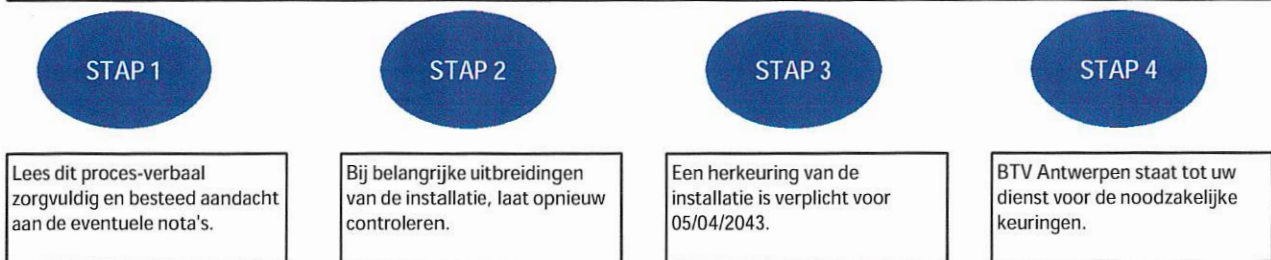 STAP 1
Lees dit proces-verbaal
zorgvuldig en besteed aandacht
aan de eventuele nota's.
STAP 2
Bij belangrijke uitbreidingen
van de installatie, laat opnieuw
controleren.
STAP 3
Een herkeuring van de
installatie is verplicht voor
05/04/2043.
STAP 4
BTV Antwerpen staat tot uw
dienst voor de noodzakelijke
keuringen.